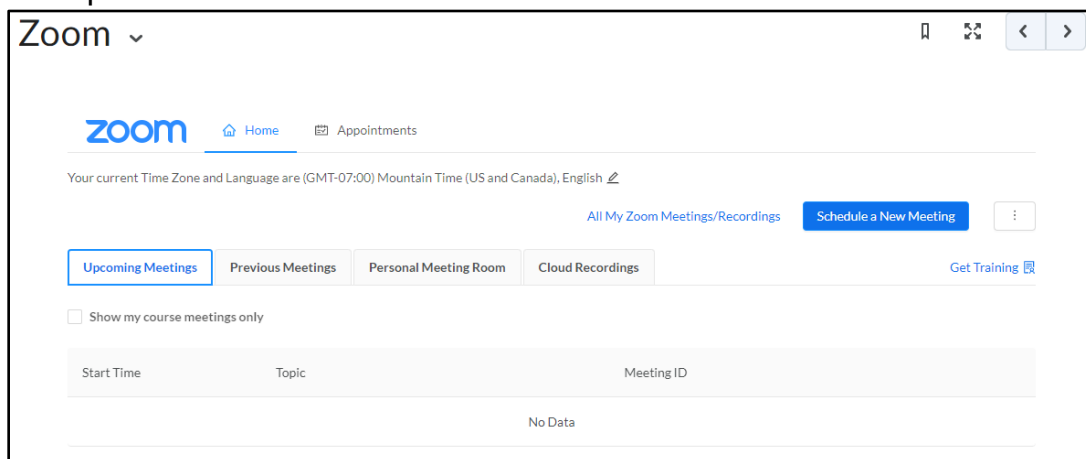 Zoom
zoom Home Appointments
Your current Time Zone and Language are (GMT-07:00) Mountain Time (US and Canada), English
All My Zoom Meetings/Recordings Schedule a New Meeting
Upcoming Meetings Previous Meetings Personal Meeting Room Cloud Recordings Get Training
Show my course meetings only
Start Time Topic Meeting ID
No Data